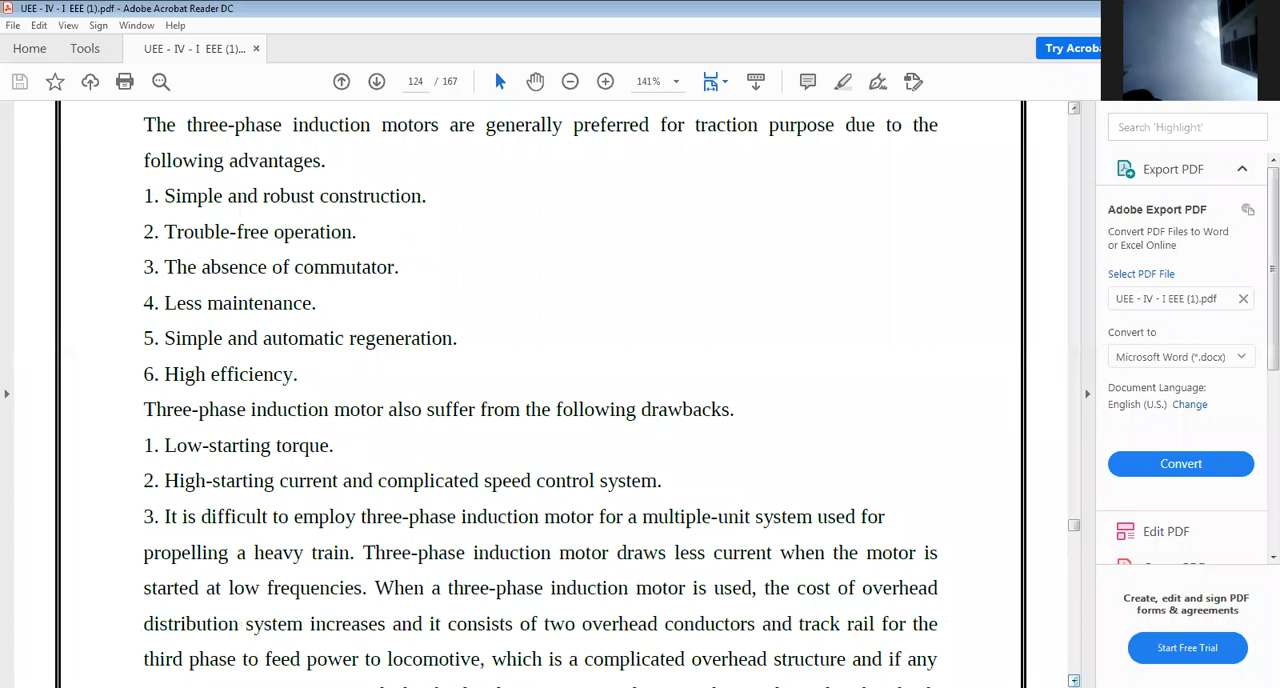 UEE - IV - I EEE (1).pdf - Adobe Acrobat Reader DC
File Edit View Sign Window Help
Home Tools UEE - IV - I EEE (1)... × Try Acroba
124 / 167 141%
The three-phase induction motors are generally preferred for traction purpose due to the
following advantages.
1. Simple and robust construction.
2. Trouble-free operation.
3. The absence of commutator.
4. Less maintenance.
5. Simple and automatic regeneration.
6. High efficiency.
Three-phase induction motor also suffer from the following drawbacks.
1. Low-starting torque.
2. High-starting current and complicated speed control system.
3. It is difficult to employ three-phase induction motor for a multiple-unit system used for
propelling a heavy train. Three-phase induction motor draws less current when the motor is
started at low frequencies. When a three-phase induction motor is used, the cost of overhead
distribution system increases and it consists of two overhead conductors and track rail for the
third phase to feed power to locomotive, which is a complicated overhead structure and if any
Search 'Highlight'
Export PDF
Adobe Export PDF
Convert PDF Files to Word
or Excel Online
Select PDF File
UEE - IV - I EEE (1).pdf
Convert to
Microsoft Word (*.docx)
Document Language:
English (U.S.) Change
Convert
Edit PDF
Create, edit and sign PDF
forms & agreements
Start Free Trial